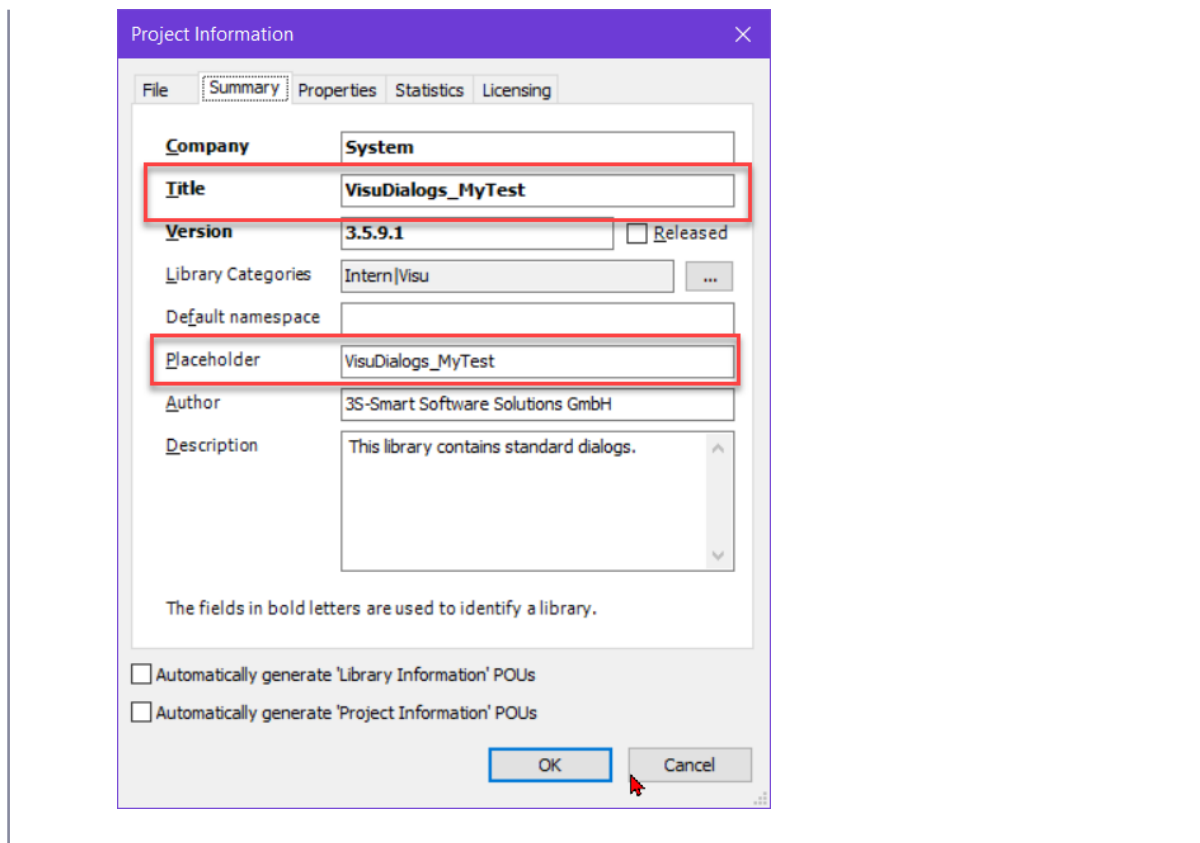 Project Information
File Summary Properties Statistics Licensing
Company System
Title VisuDialogs_MyTest
Version 3.5.9.1 Released
Library Categories Intern|Visu ...
Default namespace
Placeholder VisuDialogs_MyTest
Author 3S-Smart Software Solutions GmbH
Description This library contains standard dialogs.
The fields in bold letters are used to identify a library.
Automatically generate 'Library Information' POUs
Automatically generate 'Project Information' POUs
OK Cancel